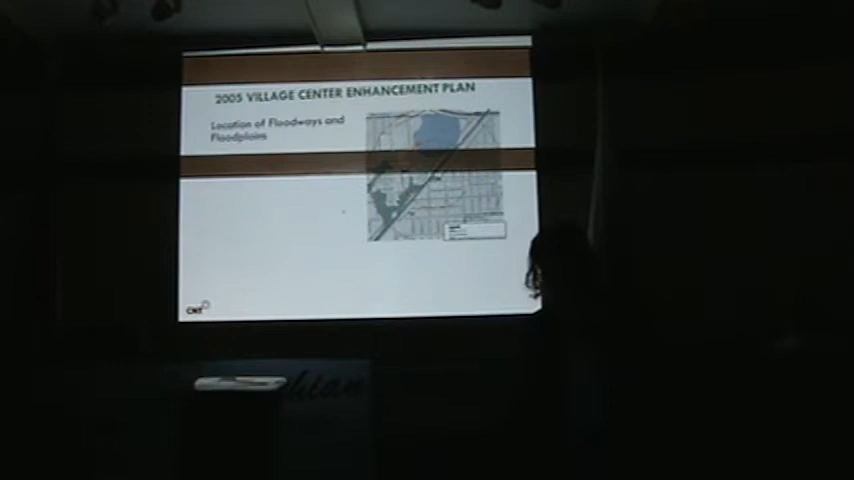 2005 VILLAGE CENTER ENHANCEMENT PLAN
Location of Floodways and
Floodplains
CNT